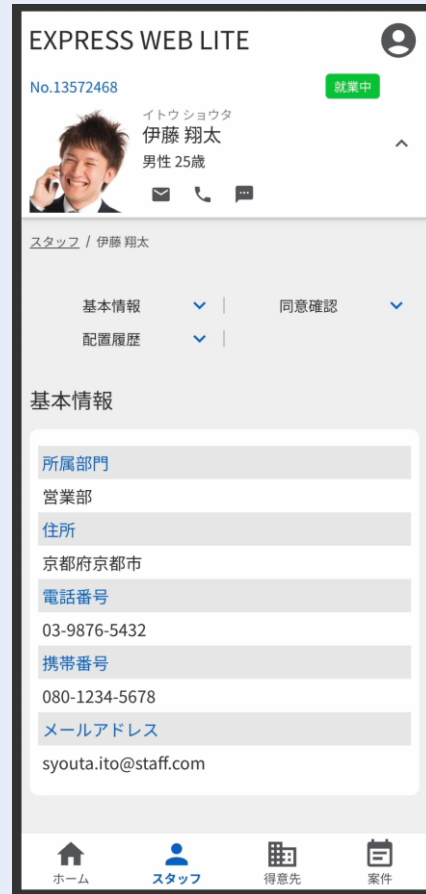 EXPRESS WEB LITE
No.13572468
就業中
イトウ ショウタ
伊藤 翔太
男性 25歳
スタッフ / 伊藤 翔太
基本情報
同意確認
配置履歴
基本情報
所属部門
営業部
住所
京都府京都市
電話番号
03-9876-5432
携帯番号
080-1234-5678
メールアドレス
syouta.ito@staff.com
ホーム
スタッフ
得意先
案件